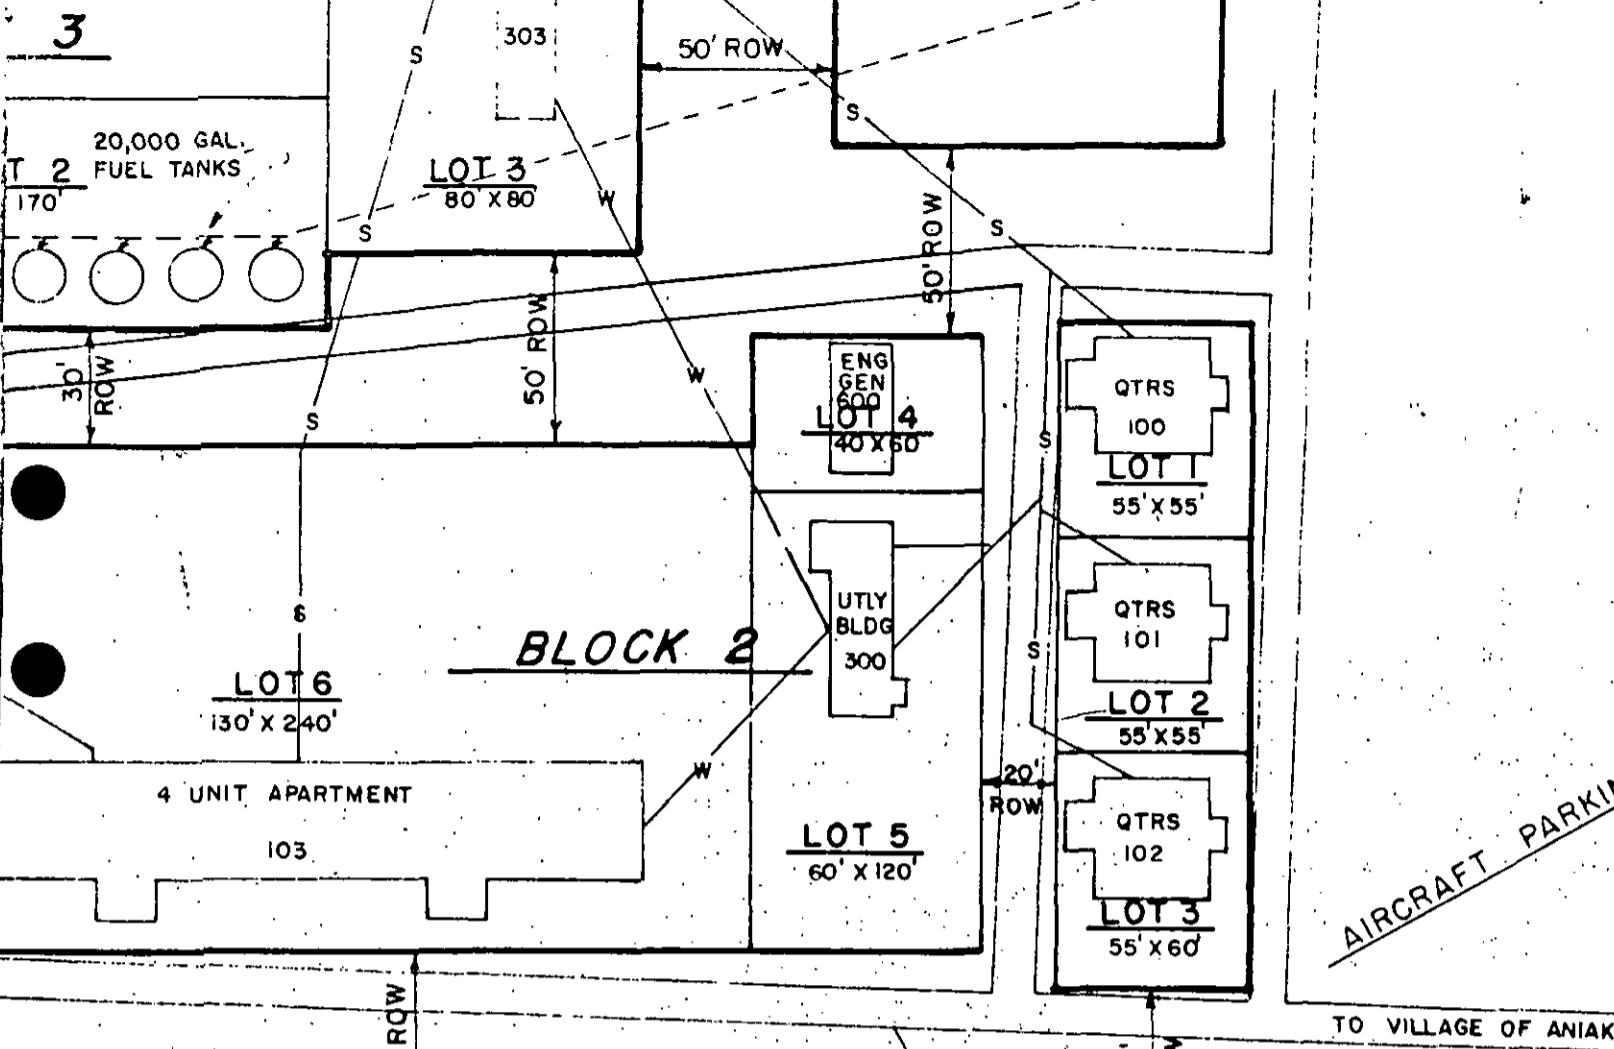 3
303
50' ROW
S
S
20,000 GAL.
FUEL TANKS
T 2
170'
LOT 3
80' X 80'
W
S
50' ROW
S
30'
ROW
50' ROW
W
S
ENG
GEN
600
LOT 4
40 X 60'
QTRS
100
LOT 1
55' X 55'
S
S
UTLY
BLDG
300
BLOCK 2
QTRS
101
S
LOT 6
130' X 240'
LOT 2
55' X 55'
W
20'
ROW
4 UNIT APARTMENT
103
LOT 5
60' X 120'
QTRS
102
LOT 3
55' X 60'
AIRCRAFT PARKIN
ROW
TO VILLAGE OF ANIAK